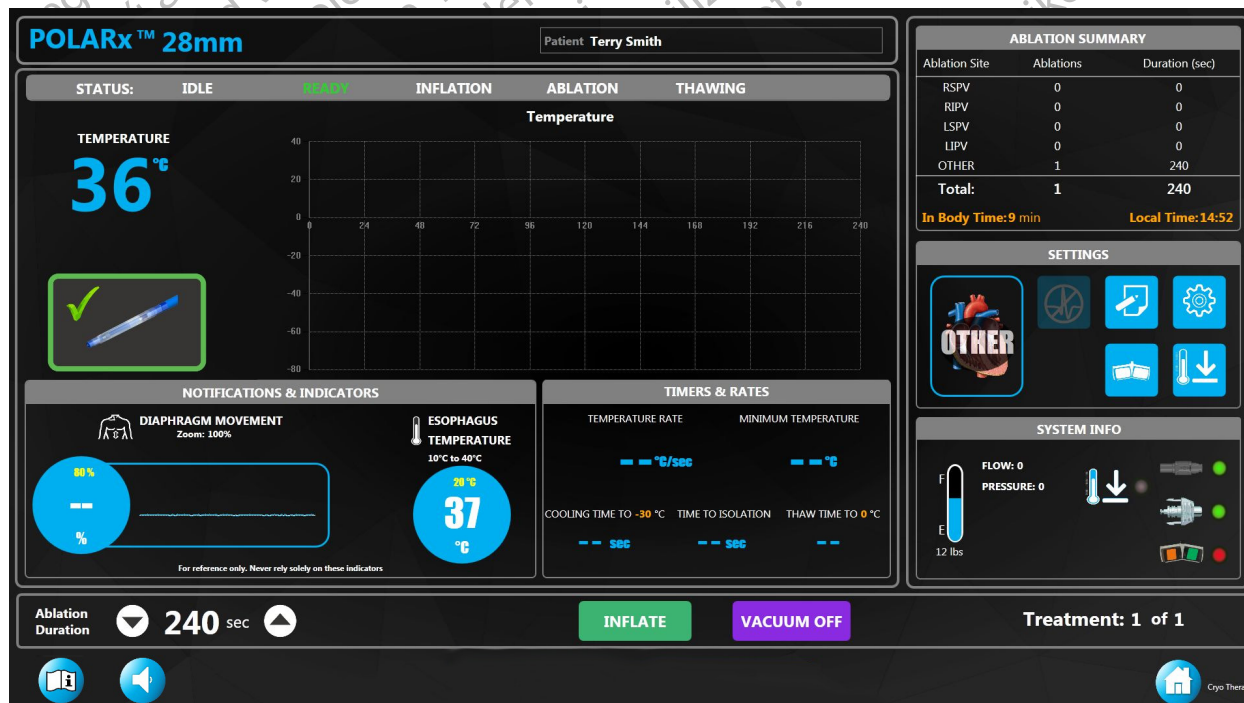 POLARx™ 28mm
Patient Terry Smith
STATUS: IDLE READY INFLATION ABLATION THAWING
TEMPERATURE
36 °C
Temperature
40
20
0
0 24 48 72 96 120 144 168 192 216 240
-20
-40
-60
-80
NOTIFICATIONS & INDICATORS
DIAPHRAGM MOVEMENT
Zoom: 100%
80 %
--
%
ESOPHAGUS
TEMPERATURE
10°C to 40°C
20 °C
37
°C
For reference only. Never rely solely on these indicators
TIMERS & RATES
TEMPERATURE RATE MINIMUM TEMPERATURE
-- °C/sec -- °C
COOLING TIME TO -30 °C TIME TO ISOLATION THAW TIME TO 0 °C
-- sec -- sec --
ABLATION SUMMARY
Ablation Site Ablations Duration (sec)
RSPV 0 0
RIPV 0 0
LSPV 0 0
LIPV 0 0
OTHER 1 240
Total: 1 240
In Body Time:9 min Local Time:14:52
SETTINGS
OTHER
SYSTEM INFO
F
E
12 lbs
FLOW: 0
PRESSURE: 0
Ablation
Duration
240 sec
INFLATE
VACUUM OFF
Treatment: 1 of 1
Cryo Thera